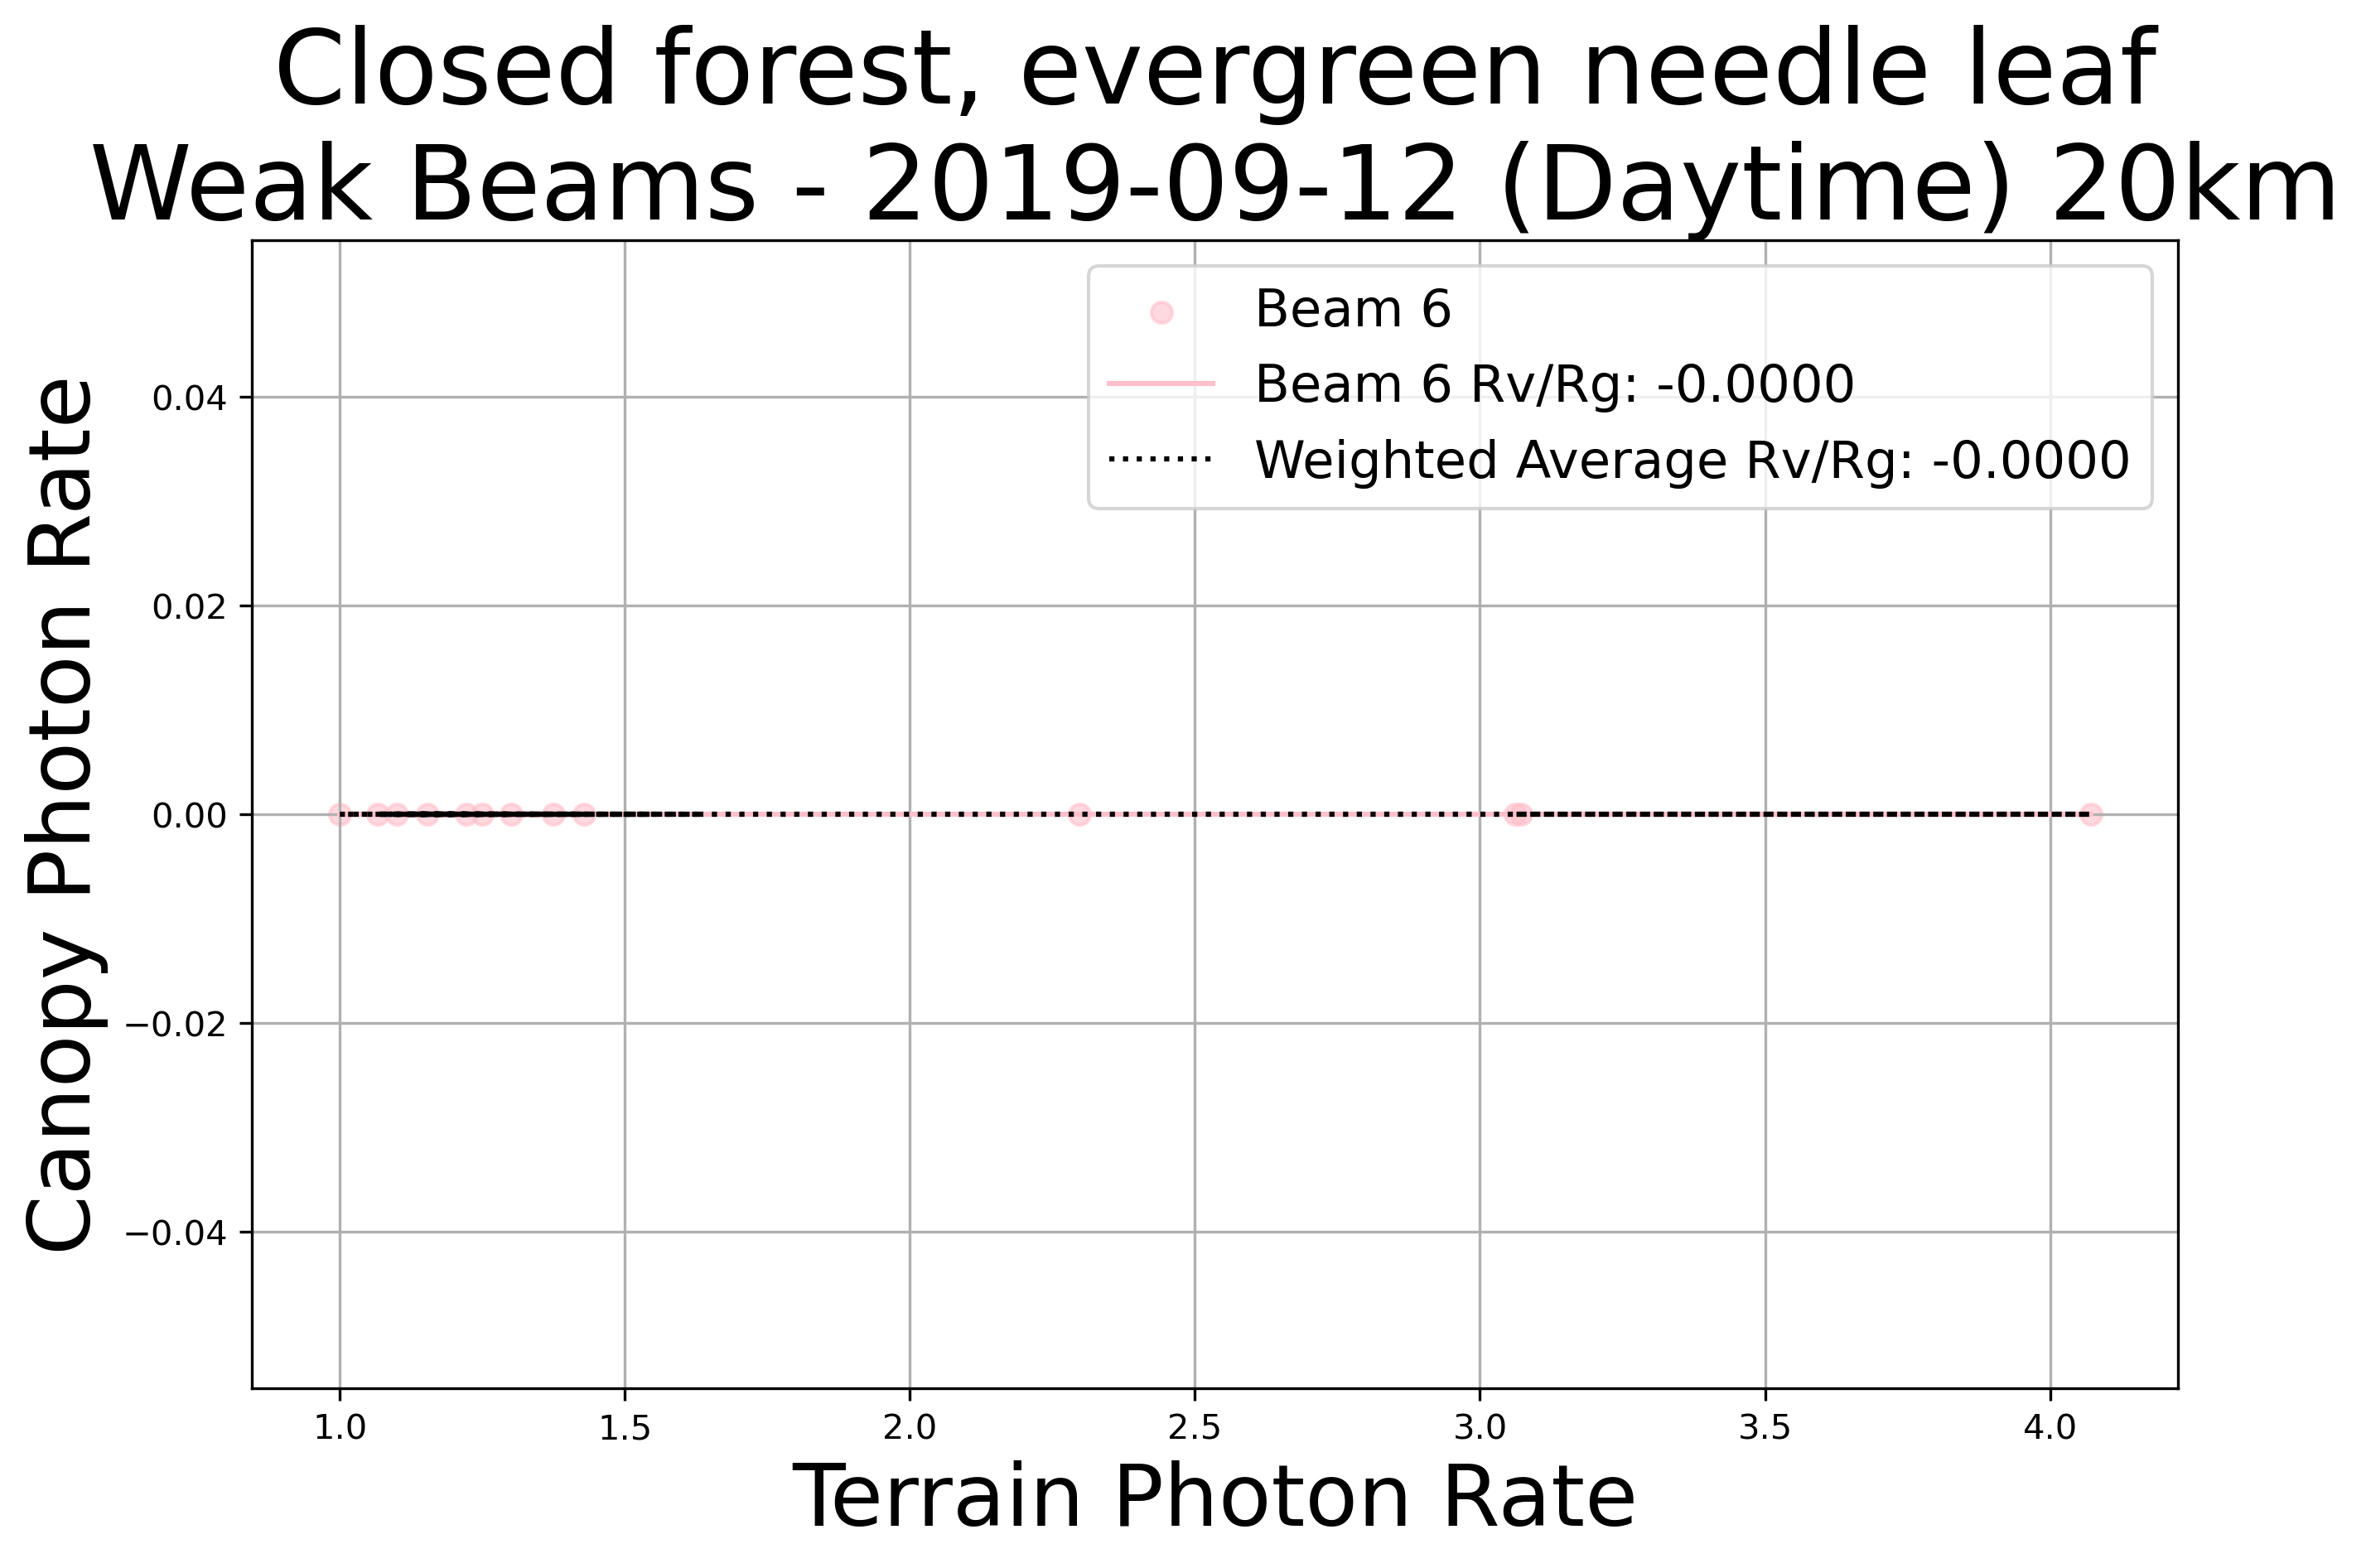 Closed forest, evergreen needle leaf
Weak Beams - 2019-09-12 (Daytime) 20km
Beam 6
Beam 6 Rv/Rg: -0.0000
Weighted Average Rv/Rg: -0.0000
Canopy Photon Rate
0.04
0.02
0.00
−0.02
−0.04
1.0 1.5 2.0 2.5 3.0 3.5 4.0
Terrain Photon Rate